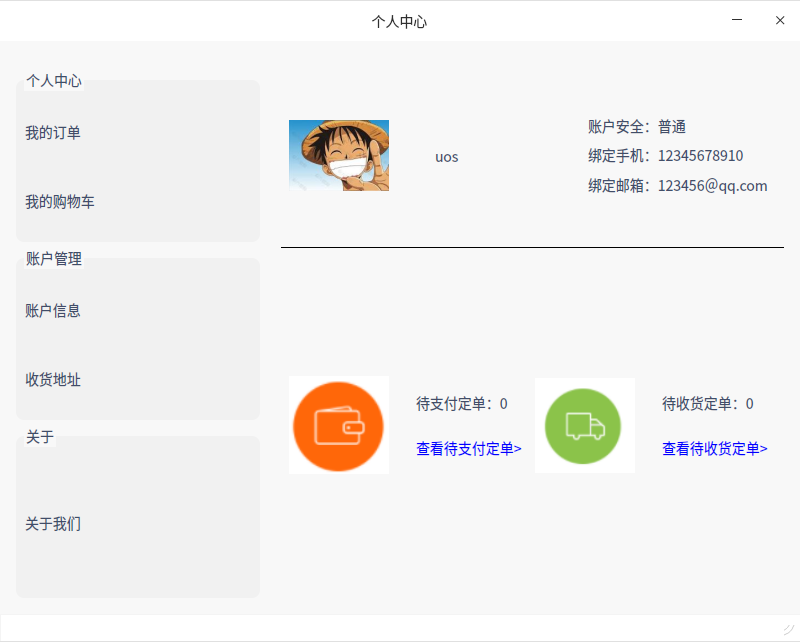 个人中心
个人中心
我的订单
我的购物车
账户管理
账户信息
收货地址
关于
关于我们
uos
账户安全：普通
绑定手机：12345678910
绑定邮箱：123456@qq.com
待支付定单：0
查看待支付定单>
待收货定单：0
查看待收货定单>